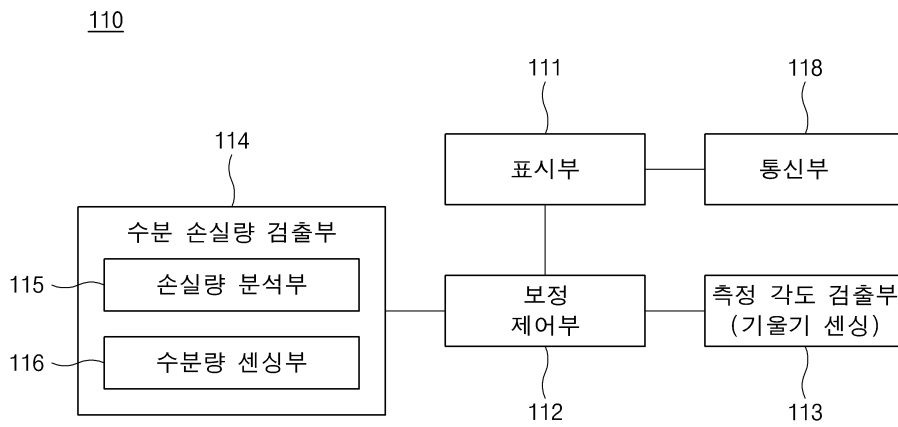 110
111
118
114
표시부
통신부
수분 손실량 검출부
115
손실량 분석부
보정
제어부
측정 각도 검출부
(기울기 센싱)
116
수분량 센싱부
112
113